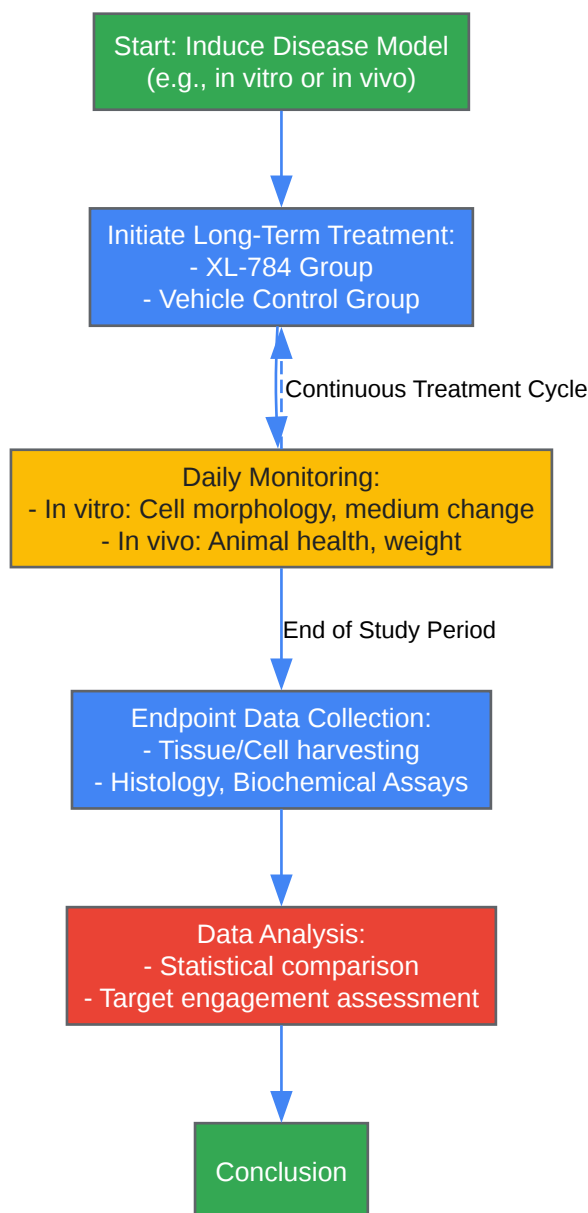 Start: Induce Disease Model
(e.g., in vitro or in vivo)
Initiate Long-Term Treatment:
- XL-784 Group
- Vehicle Control Group
Continuous Treatment Cycle
Daily Monitoring:
- In vitro: Cell morphology, medium change
- In vivo: Animal health, weight
End of Study Period
Endpoint Data Collection:
- Tissue/Cell harvesting
- Histology, Biochemical Assays
Data Analysis:
- Statistical comparison
- Target engagement assessment
Conclusion